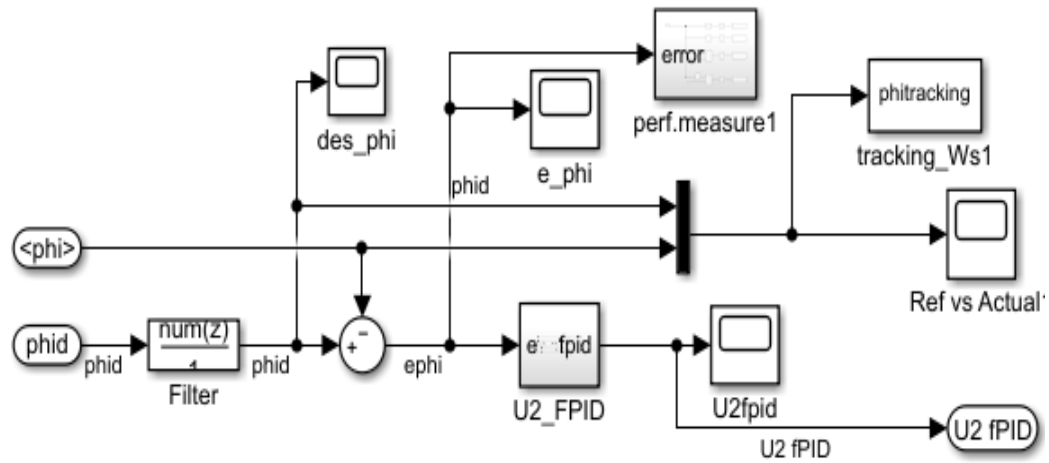 error
perf.measure1
des_phi
e_phi
phitracking
tracking_Ws1
phid
<phi>
Ref vs Actual1
phid
phid
num(z)
1
Filter
phid
+
−
ephi
e
fpid
U2_FPID
U2fpid
U2 fPID
U2 fPID